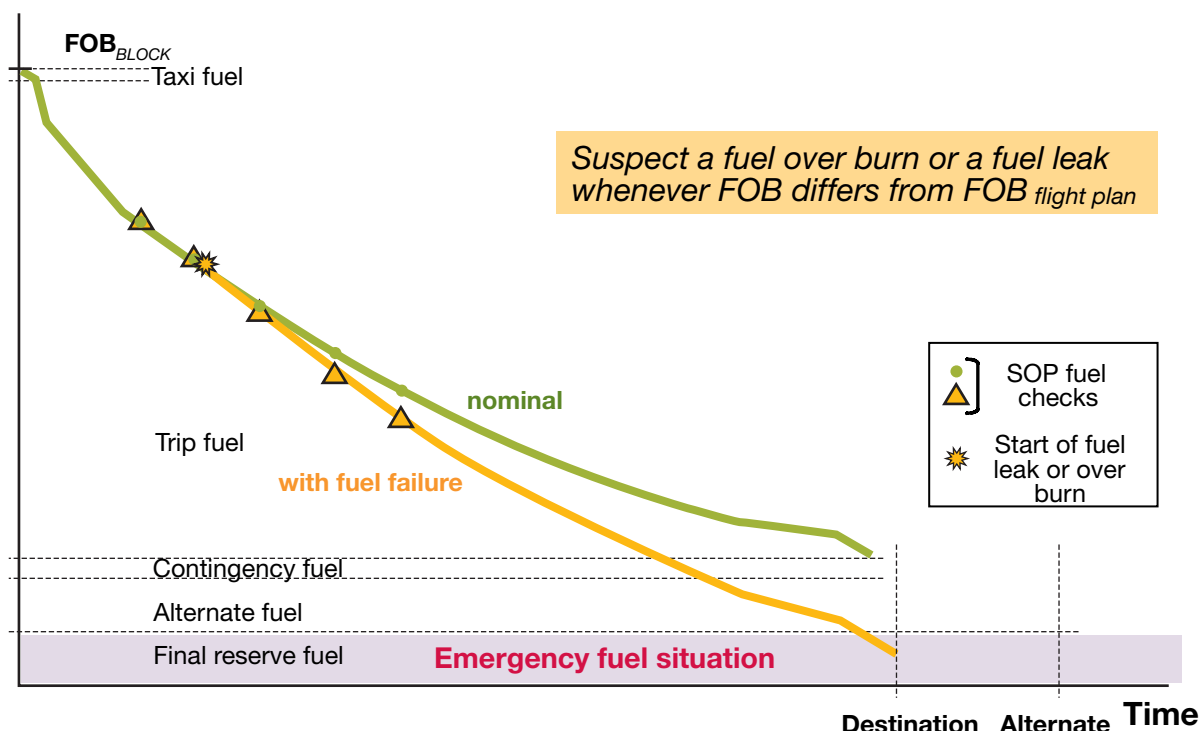 FOB BLOCK
Taxi fuel
Suspect a fuel over burn or a fuel leak
whenever FOB differs from FOB flight plan
SOP fuel
checks
Start of fuel
leak or over
burn
nominal
Trip fuel
with fuel failure
Contingency fuel
Alternate fuel
Final reserve fuel
Emergency fuel situation
Destination
Alternate
Time